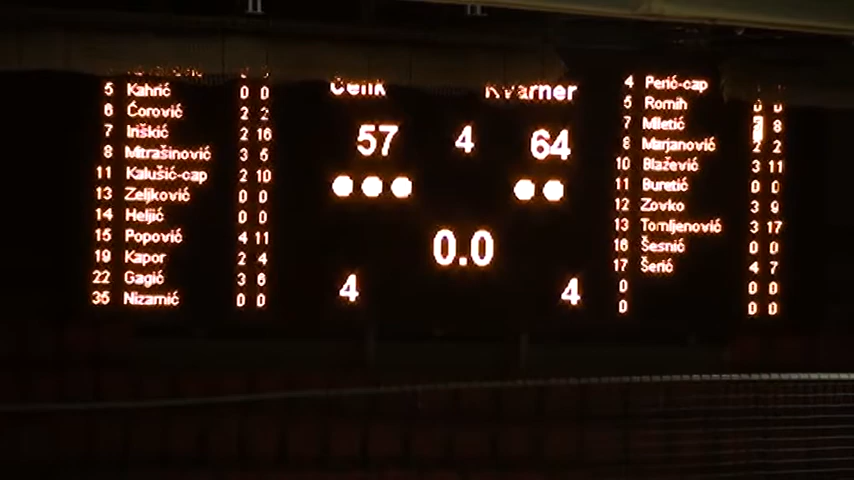 5 Kahrić 0 0
6 Ćorović 2 2
7 Iriškić 2 16
8 Mitrašinović 3 5
11 Kalušić-cap 2 10
13 Zeljković 0 0
14 Heljić 0 0
15 Popović 4 11
19 Kapor 2 4
22 Gagić 3 6
35 Nizamić 0 0
Čelik Kvarner
57 4 64
0.0
4 4
4 Perić-cap
5 Romih 0 0
7 Miletić 8
8 Marjanović 2 2
10 Blažević 3 11
11 Buretić 0 0
12 Zovko 3 9
13 Tomljenović 3 17
16 Šesnić 0 0
17 Šerić 4 7
0 0 0
0 0 0